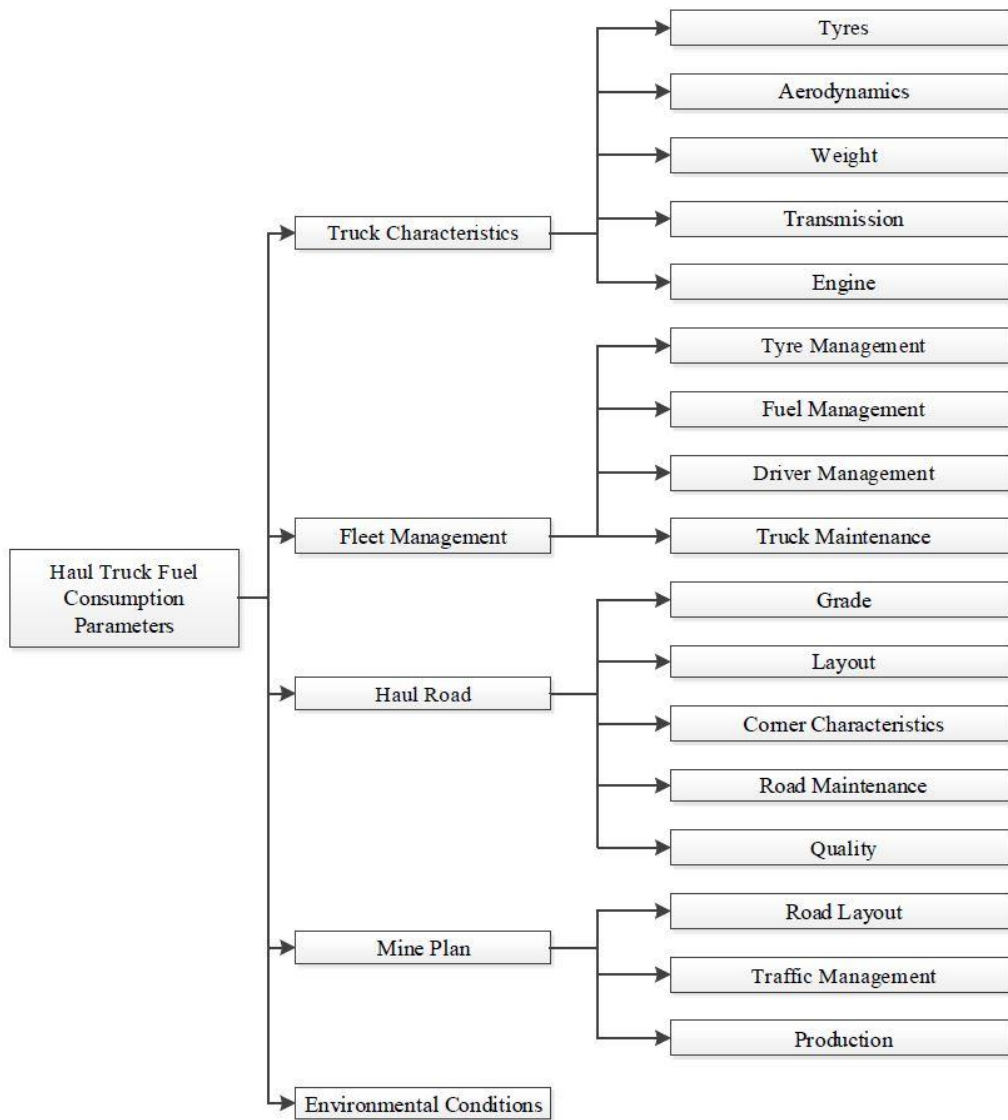 Haul Truck Fuel
Consumption
Parameters
Truck Characteristics
Tyres
Aerodynamics
Weight
Transmission
Engine
Fleet Management
Tyre Management
Fuel Management
Driver Management
Truck Maintenance
Haul Road
Grade
Layout
Corner Characteristics
Road Maintenance
Quality
Mine Plan
Road Layout
Traffic Management
Production
Environmental Conditions